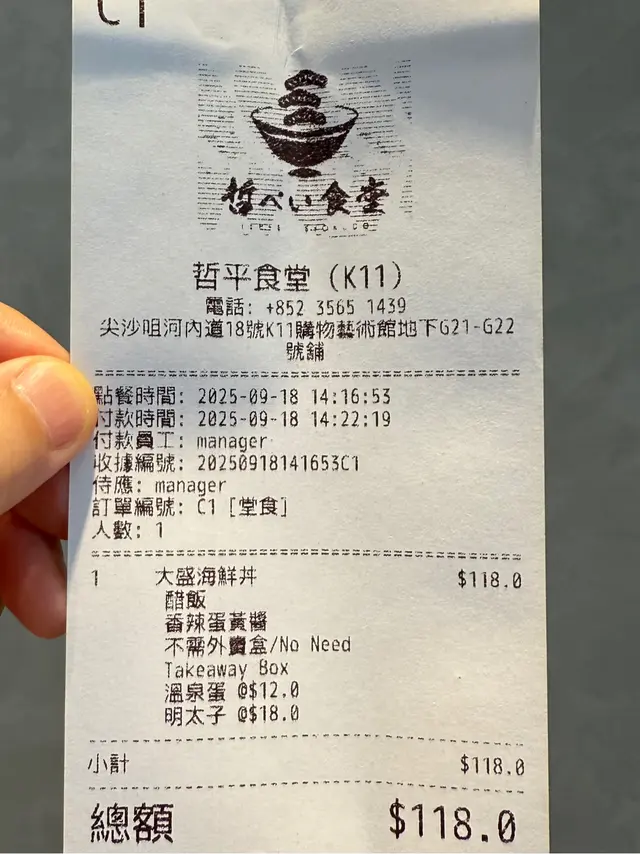 C1
哲ぺい食堂
哲平食堂 (K11)
電話: +852 3565 1439
尖沙咀河內道18號K11購物藝術館地下G21-G22
號舖
點餐時間: 2025-09-18 14:16:53
付款時間: 2025-09-18 14:22:19
付款員工: manager
收據編號: 20250918141653C1
侍應: manager
訂單編號: C1 [堂食]
人數: 1
1 大盛海鮮丼 $118.0
醋飯
香辣蛋黃醬
不需外賣盒/No Need
Takeaway Box
溫泉蛋 @$12.0
明太子 @$18.0
小計 $118.0
總額 $118.0